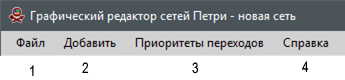 Графический редактор сетей Петри - новая сеть
Файл Добавить Приоритеты переходов Справка
1 2 3 4